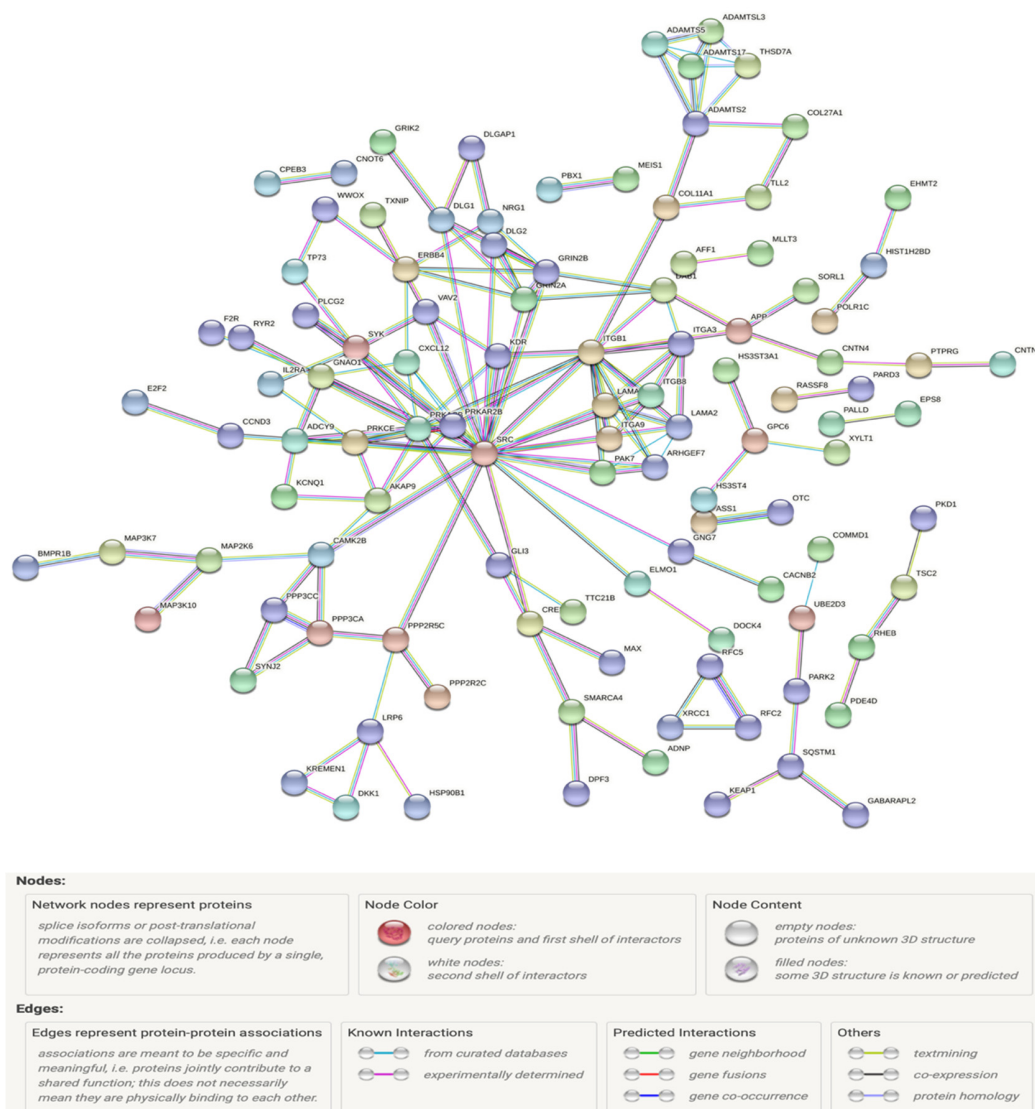 ADAMTSL3
ADAMTS5
ADAMTS17
THSD7A
ADAMTS2
COL27A1
GRIK2
DLGAP1
CNOT6
CPEB3
MEIS1
PBX1
TLL2
COL11A1
EHMT2
WWOX
TXNIP
DLG1
NRG1
DLG2
AFF1
MLLT3
HIST1H2BD
TP73
ERBB4
GRIN2B
GRIN2A
DAB1
SORL1
POLR1C
PLCG2
VAV2
F2R
RYR2
SYK
KDR
ITGB1
ITGA3
APP
CNTN4
PTPRG
CNTN
IL2RA
GNAO1
CXCL12
HS3ST3A1
RASSF8
PARD3
LAMA
ITGB8
E2F2
CCND3
ADCY9
PRKCE
PRKAR2B
SRC
ITGA9
LAMA2
PALLD
EPS8
GPC6
XYLT1
PAK7
ARHGEF7
KCNQ1
AKAP9
HS3ST4
ASS1
OTC
PKD1
BMPR1B
MAP3K7
MAP2K6
CAMK2B
GLI3
GNG7
COMMD1
ELMO1
CACNB2
TSC2
MAP3K10
PPP3CC
PPP3CA
PPP2R5C
CRE
TTC21B
UBE2D3
DOCK4
RHEB
SYNJ2
PPP2R2C
MAX
RFC5
PARK2
PDE4D
LRP6
SMARCA4
XRCC1
RFC2
KREMEN1
DKK1
HSP90B1
ADNP
DPF3
SQSTM1
KEAP1
GABARAPL2
Nodes:
Network nodes represent proteins
splice isoforms or post-translational
modifications are collapsed, i.e. each node
represents all the proteins produced by a single,
protein-coding gene locus.
Node Color
colored nodes:
query proteins and first shell of interactors
white nodes:
second shell of interactors
Node Content
empty nodes:
proteins of unknown 3D structure
filled nodes:
some 3D structure is known or predicted
Edges:
Edges represent protein-protein associations
associations are meant to be specific and
meaningful, i.e. proteins jointly contribute to a
shared function; this does not necessarily
mean they are physically binding to each other.
Known Interactions
from curated databases
experimentally determined
Predicted Interactions
gene neighborhood
gene fusions
gene co-occurrence
Others
textmining
co-expression
protein homology